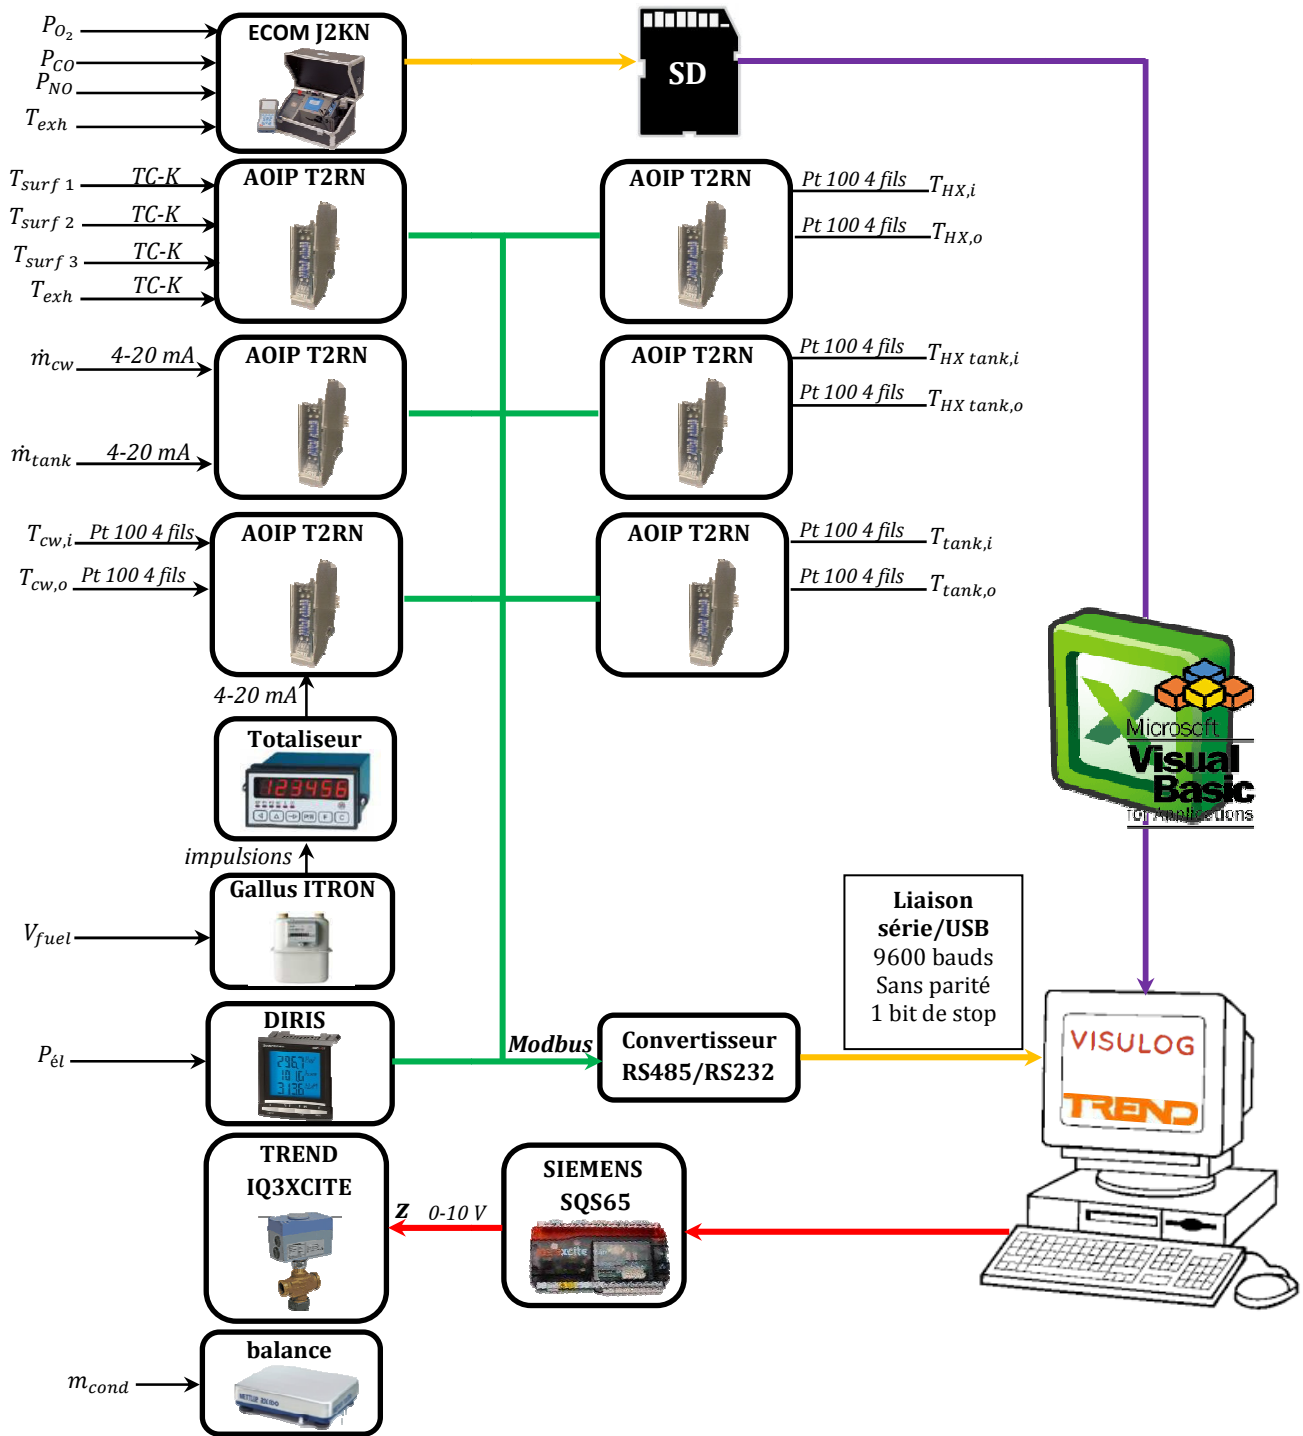 P_O2
ECOM J2KN
SD
P_CO
P_NO
T_exh
AOIP T2RN
T_surf 1 TC-K
T_surf 2 TC-K
T_surf 3 TC-K
T_exh TC-K
AOIP T2RN
Pt 100 4 fils T_HX,i
Pt 100 4 fils T_HX,o
AOIP T2RN
ṁ_cw 4-20 mA
ṁ_tank 4-20 mA
AOIP T2RN
Pt 100 4 fils T_HX tank,i
Pt 100 4 fils T_HX tank,o
AOIP T2RN
T_cw,i Pt 100 4 fils
T_cw,o Pt 100 4 fils
AOIP T2RN
Pt 100 4 fils T_tank,i
Pt 100 4 fils T_tank,o
4-20 mA
Totaliseur
123456
impulsions
Gallus ITRON
V_fuel
Microsoft
Visual
Basic
for Applications
Liaison
série/USB
9600 bauds
Sans parité
1 bit de stop
DIRIS
P_él
Modbus
Convertisseur
RS485/RS232
VISULOG
TREND
TREND
IQ3XCITE
Z 0-10 V
SIEMENS
SQS65
xcite
balance
m_cond